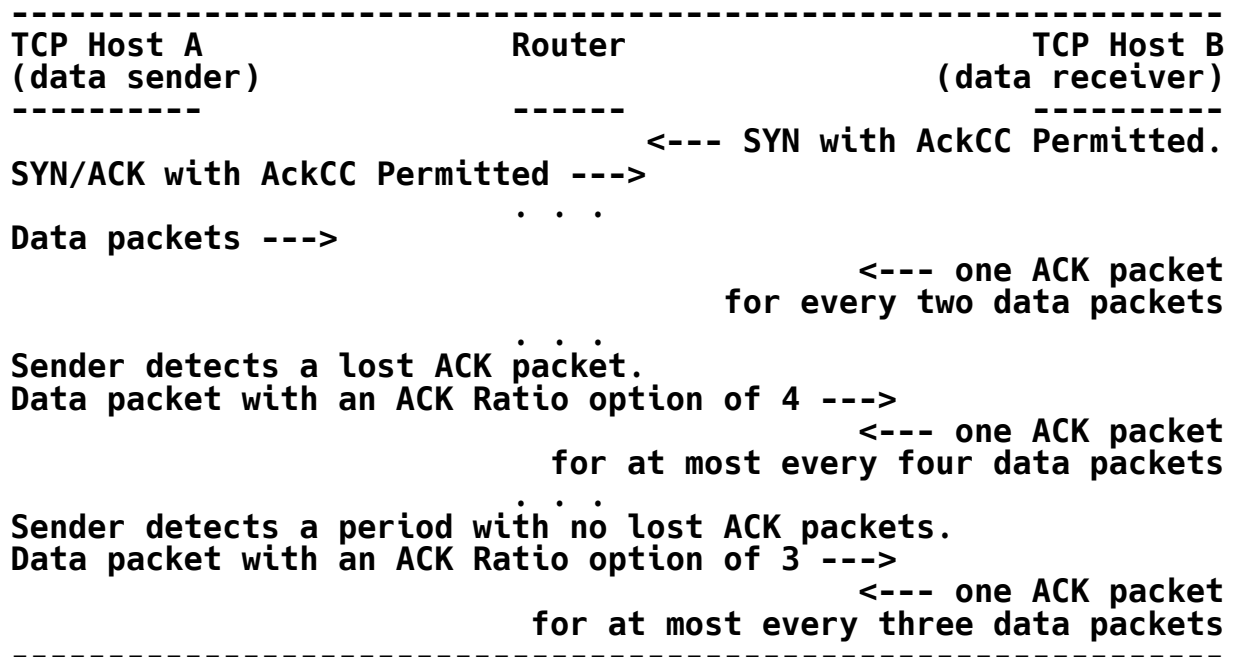 ---------------------------------------------------------------
TCP Host A                Router                     TCP Host B
(data sender)                                   (data receiver)
----------                ------                     ----------
                                 <--- SYN with AckCC Permitted.
SYN/ACK with AckCC Permitted --->
                          . . .
Data packets --->
                                            <--- one ACK packet
                                     for every two data packets
                          . . .
Sender detects a lost ACK packet.
Data packet with an ACK Ratio option of 4 --->
                                            <--- one ACK packet
                            for at most every four data packets
                          . . .
Sender detects a period with no lost ACK packets.
Data packet with an ACK Ratio option of 3 --->
                                            <--- one ACK packet
                           for at most every three data packets
---------------------------------------------------------------